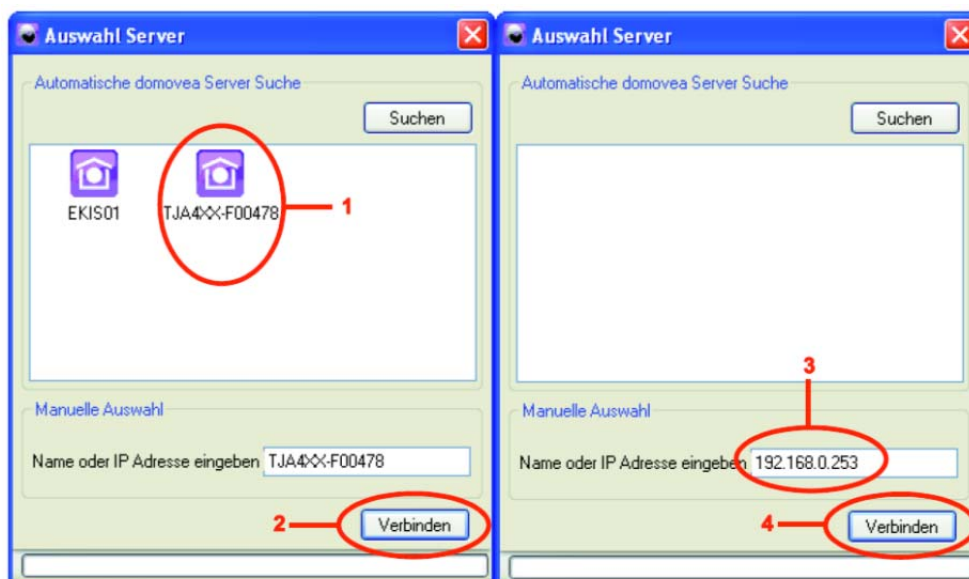 Auswahl Server
Automatische domovea Server Suche
Suchen
EKIS01
TJA4XX-F00478
1
Manuelle Auswahl
Name oder IP Adresse eingeben TJA4XX-F00478
2
Verbinden
Auswahl Server
Automatische domovea Server Suche
Suchen
3
Manuelle Auswahl
Name oder IP Adresse eingeben 192.168.0.253
4
Verbinden